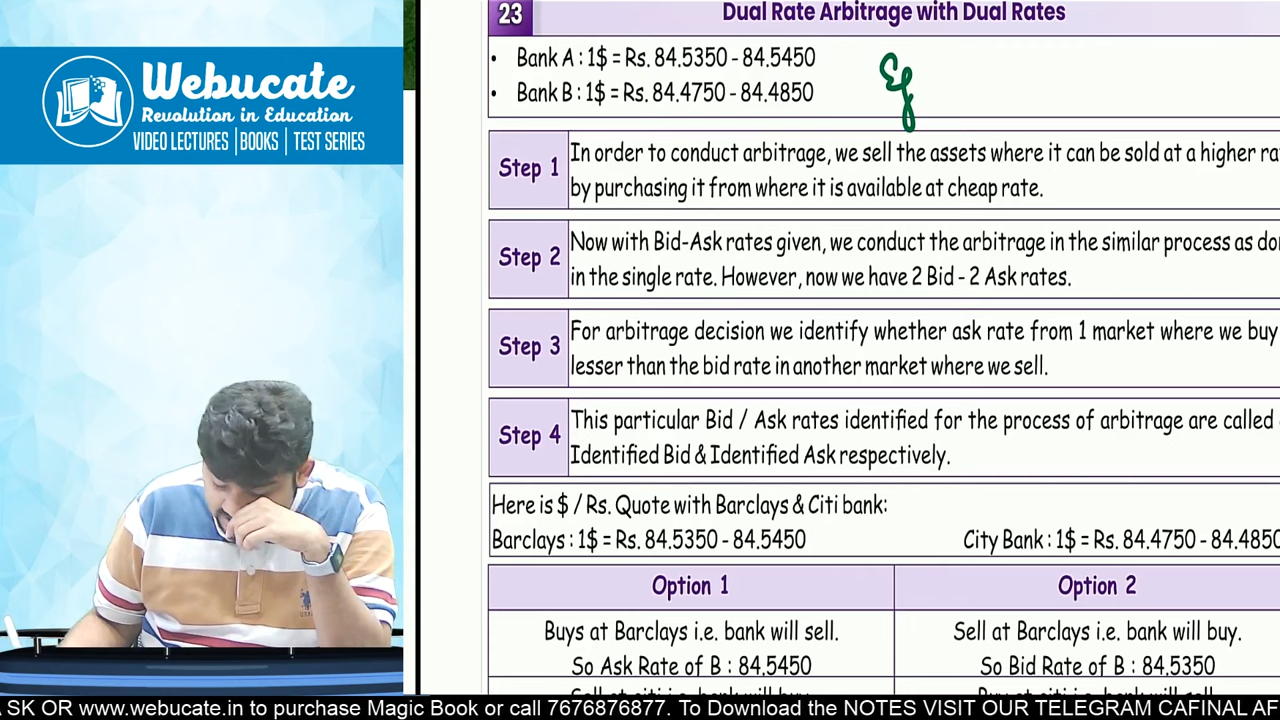 Webucate
Revolution in Education
VIDEO LECTURES | BOOKS | TEST SERIES
23
Dual Rate Arbitrage with Dual Rates
• Bank A : 1$ = Rs. 84.5350 - 84.5450
• Bank B : 1$ = Rs. 84.4750 - 84.4850
Eg
Step 1
In order to conduct arbitrage, we sell the assets where it can be sold at a higher ra
by purchasing it from where it is available at cheap rate.
Step 2
Now with Bid-Ask rates given, we conduct the arbitrage in the similar process as do
in the single rate. However, now we have 2 Bid - 2 Ask rates.
Step 3
For arbitrage decision we identify whether ask rate from 1 market where we buy
lesser than the bid rate in another market where we sell.
Step 4
This particular Bid / Ask rates identified for the process of arbitrage are called
Identified Bid & Identified Ask respectively.
Here is $ / Rs. Quote with Barclays & Citi bank:
Barclays : 1$ = Rs. 84.5350 - 84.5450 City Bank : 1$ = Rs. 84.4750 - 84.4850
Option 1 Option 2
Buys at Barclays i.e. bank will sell. Sell at Barclays i.e. bank will buy.
So Ask Rate of B : 84.5450 So Bid Rate of B : 84.5350
SK OR www.webucate.in to purchase Magic Book or call 7676876877. To Download the NOTES VISIT OUR TELEGRAM CAFINAL AF